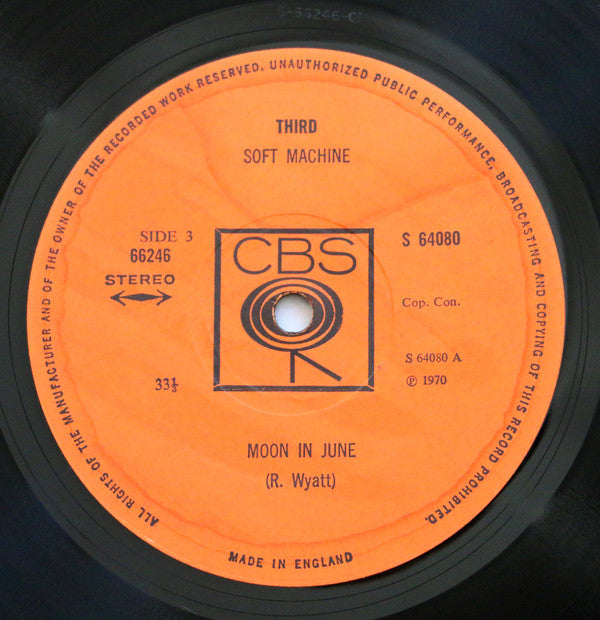 S-66246-C1
ALL RIGHTS OF THE MANUFACTURER AND OF THE OWNER OF THE RECORDED WORK RESERVED. UNAUTHORIZED PUBLIC PERFORMANCE, BROADCASTING AND COPYING OF THIS RECORD PROHIBITED.
THIRD
SOFT MACHINE
SIDE 3
66246
STEREO
S 64080
CBS
Cop. Con.
33⅓
S 64080 A
℗ 1970
MOON IN JUNE
(R. Wyatt)
MADE IN ENGLAND